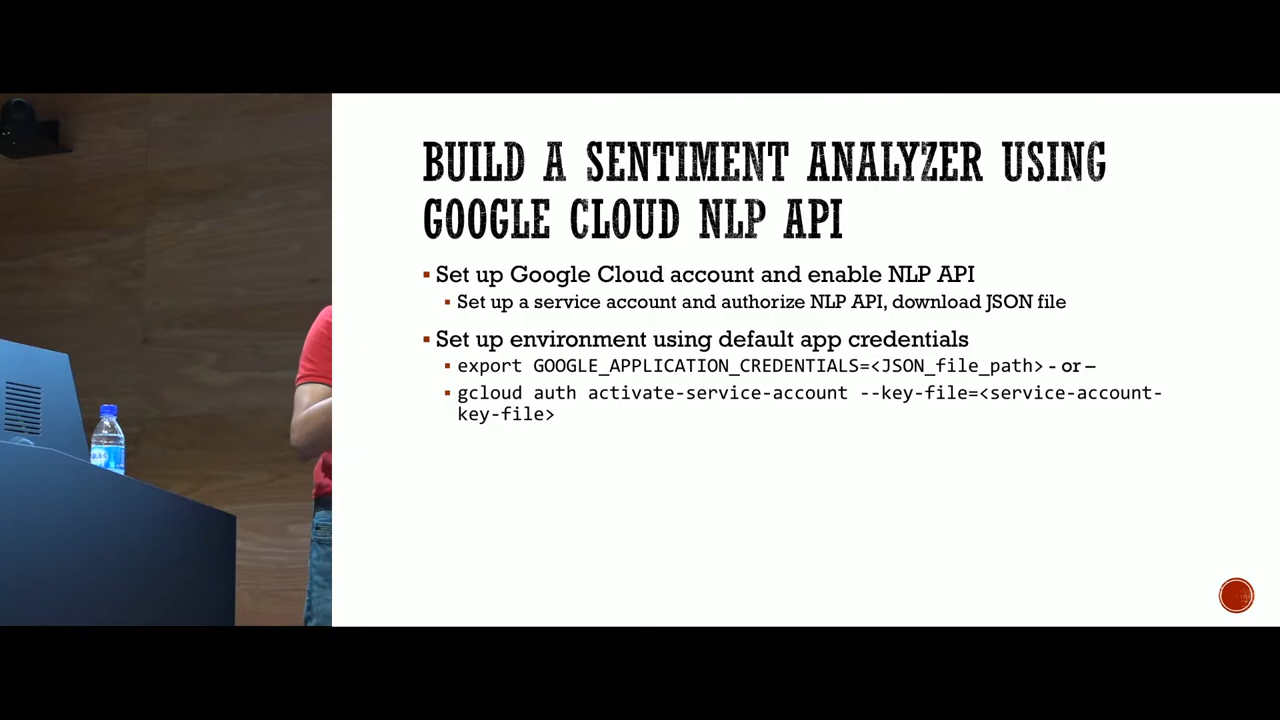 BUILD A SENTIMENT ANALYZER USING
GOOGLE CLOUD NLP API
▪ Set up Google Cloud account and enable NLP API
▪ Set up a service account and authorize NLP API, download JSON file
▪ Set up environment using default app credentials
▪ export GOOGLE_APPLICATION_CREDENTIALS=<JSON_file_path> - or –
▪ gcloud auth activate-service-account --key-file=<service-account-
key-file>